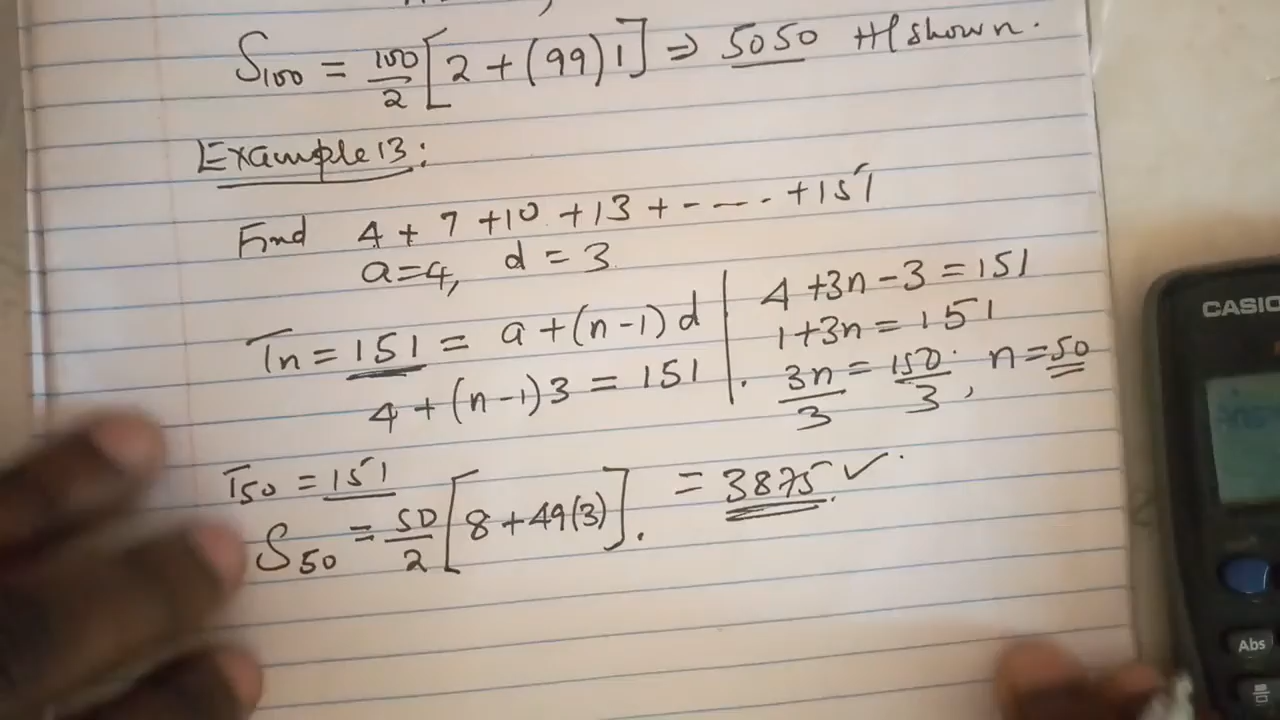 S100 = 100/2 [2 + (99)1] ⇒ 5050 Hl shown.
Example 13:
Find 4 + 7 + 10 + 13 + - - - . . + 151
a = 4, d = 3
Tn = 151 = a + (n - 1) d
4 + (n - 1) 3 = 151
4 + 3n - 3 = 151
1 + 3n = 151
3n/3 = 150/3, n = 50
T50 = 151
S50 = 50/2 [8 + 49(3)]. = 3875 ✓.
CASIO
Abs